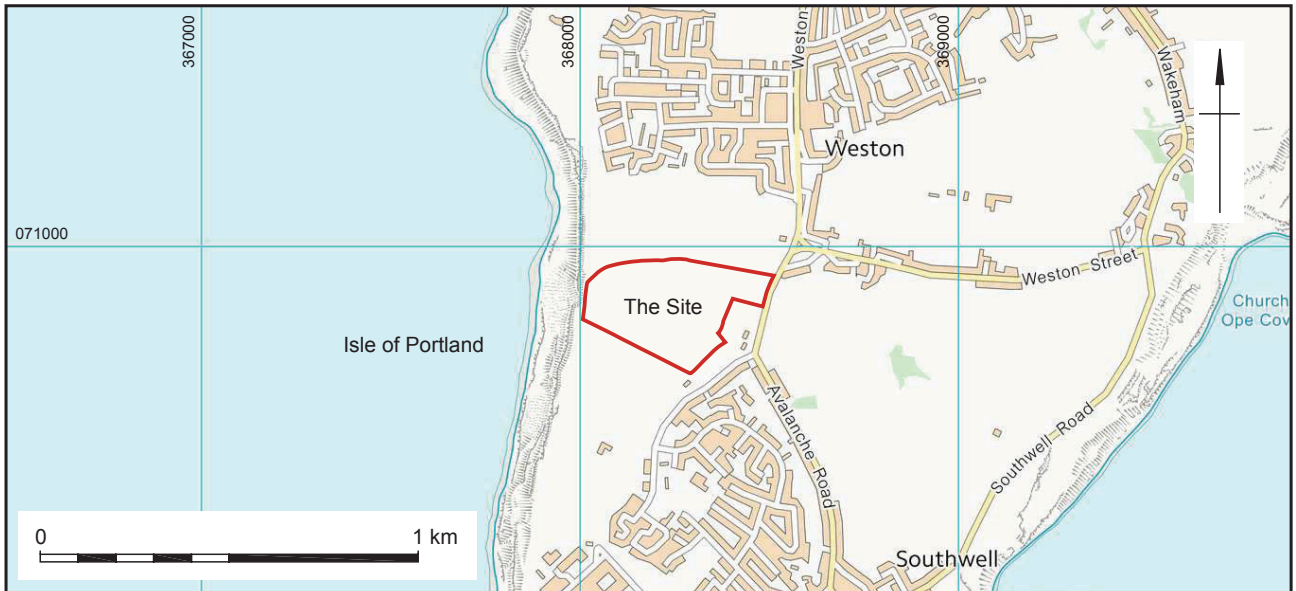 367000
368000
Weston
369000
Wakeham
Weston
071000
Weston Street
The Site
Church
Ope Cov
Isle of Portland
Avalanche Road
Southwell Road
0
1 km
Southwell